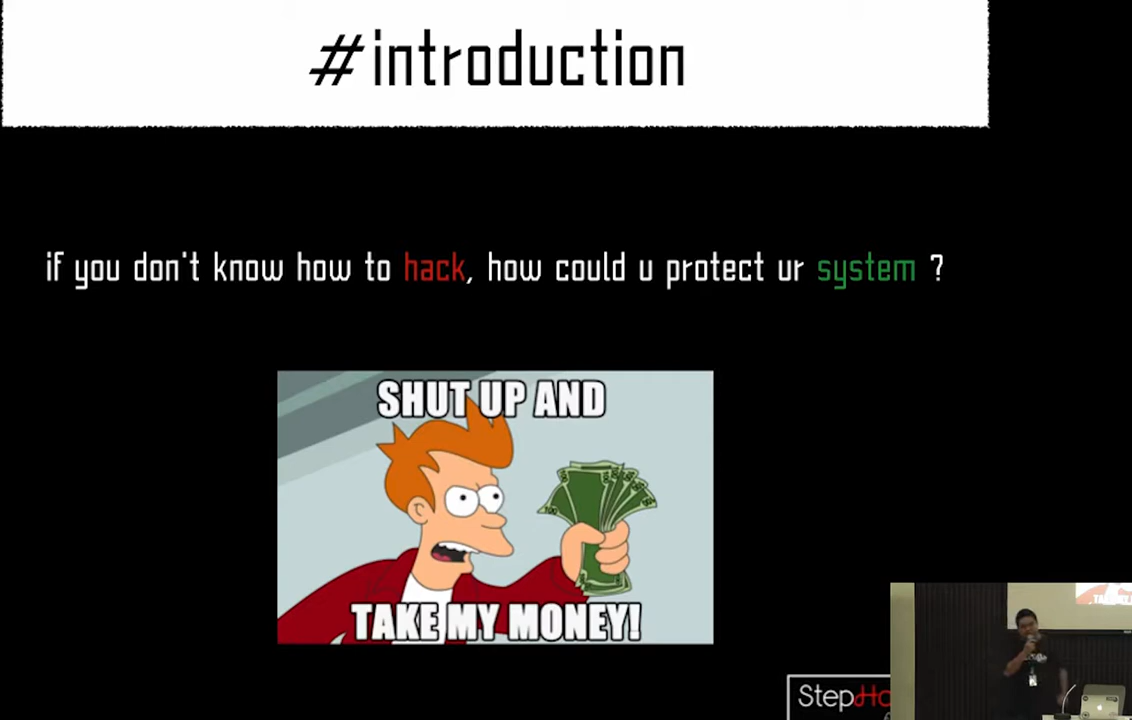 #introduction
if you don't know how to hack, how could u protect ur system ?
SHUT UP AND
TAKE MY MONEY!
StepHo